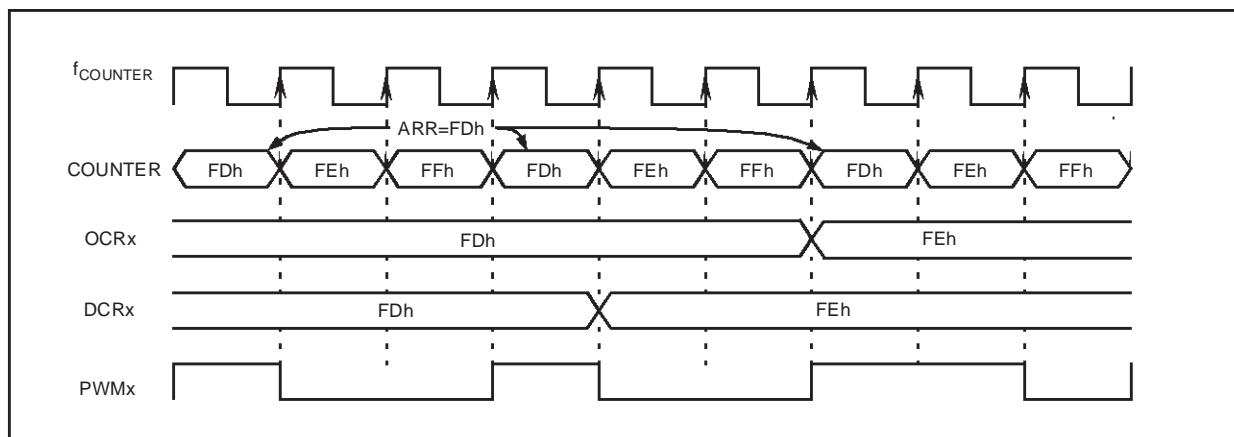 fCOUNTER
ARR=FDh
COUNTER FDh FEh FFh FDh FEh FFh FDh FEh FFh
OCRx FDh FEh
DCRx FDh FEh
PWMx